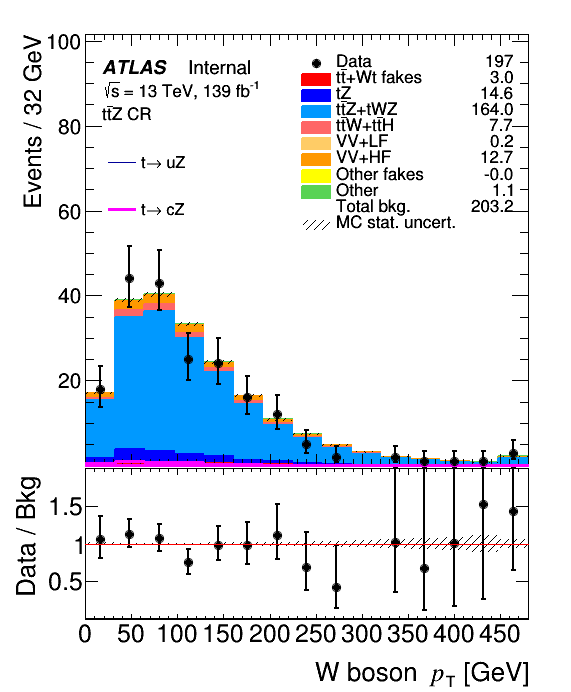 100
80
60
40
20
Events / 32 GeV
ATLAS Internal
√s = 13 TeV, 139 fb⁻¹
tt̄Z CR
t→ uZ
t→ cZ
Data 197
tt̄+Wt fakes 3.0
tZ 14.6
tt̄Z+tWZ 164.0
tt̄W+tt̄H 7.7
VV+LF 0.2
VV+HF 12.7
Other fakes -0.0
Other 1.1
Total bkg. 203.2
MC stat. uncert.
Data / Bkg
1.5
1
0.5
0 50 100 150 200 250 300 350 400 450
W boson p_T [GeV]